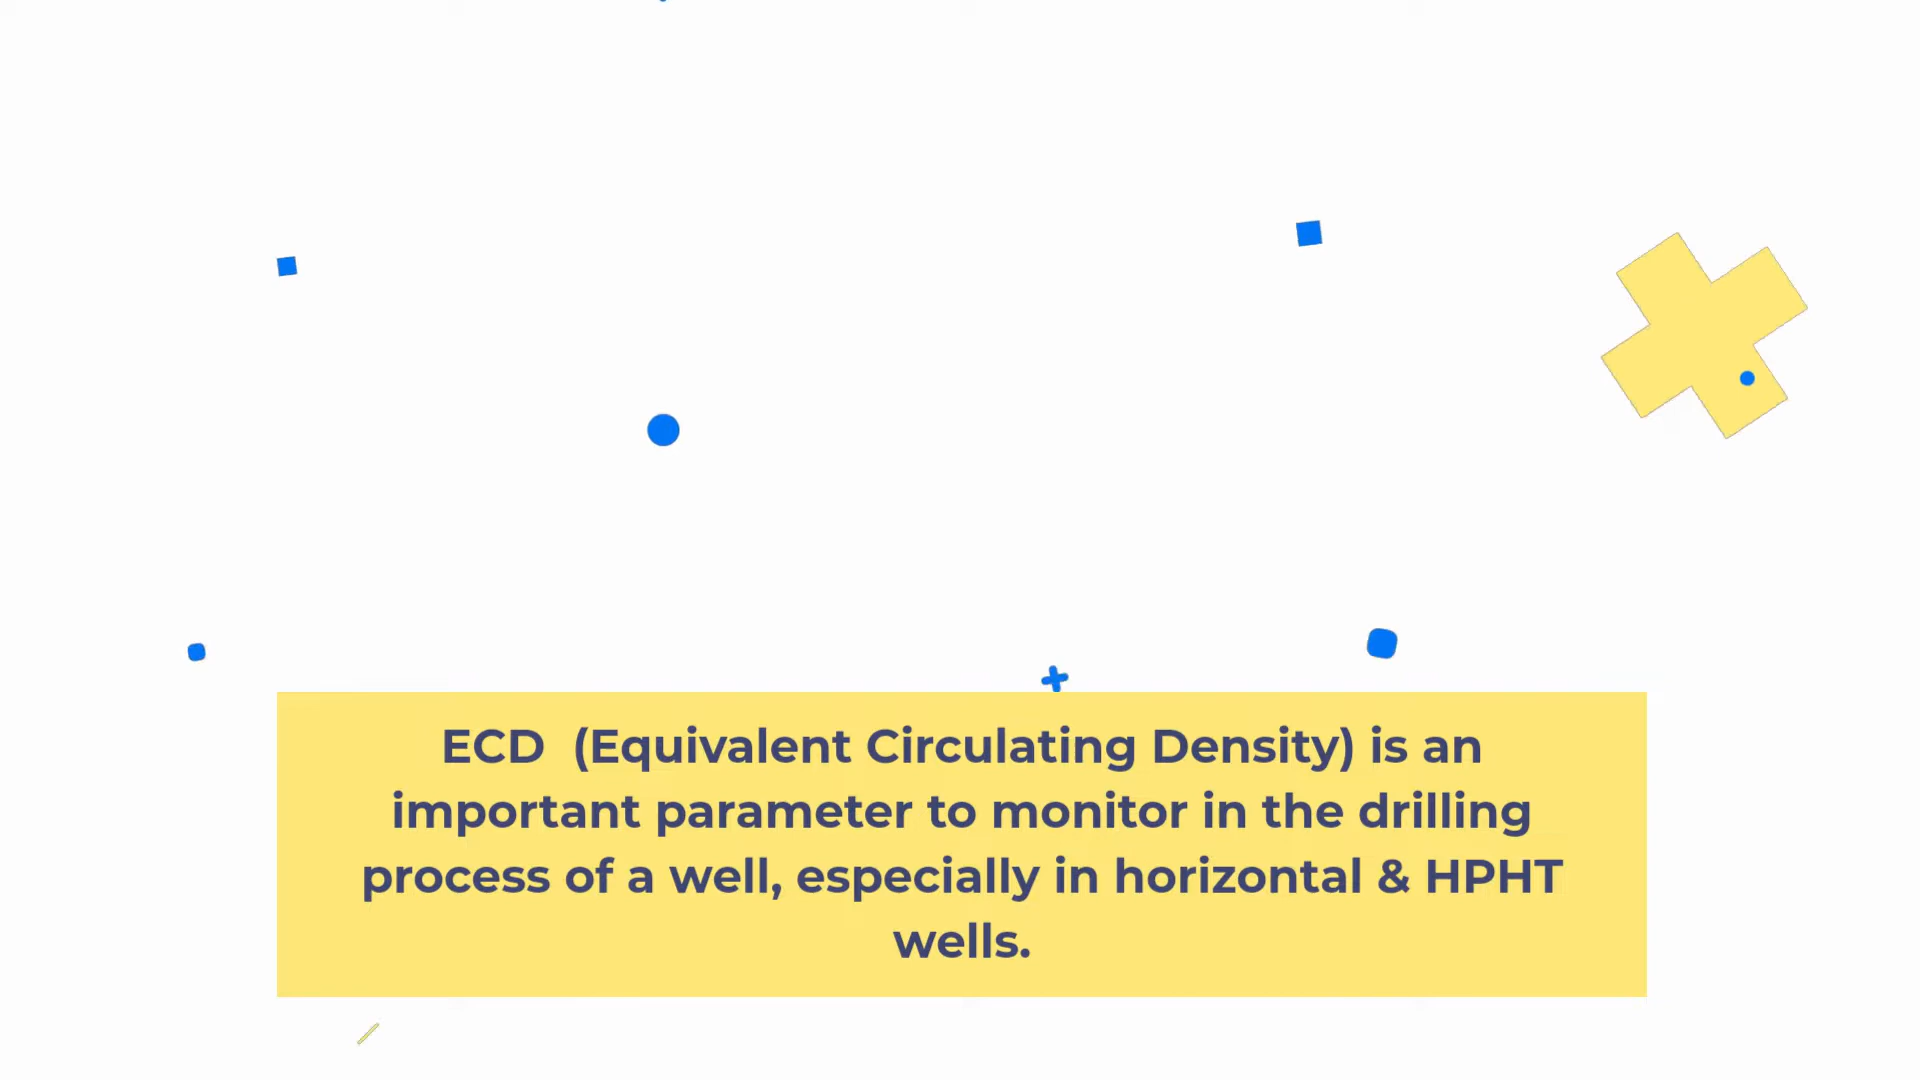 ECD  (Equivalent Circulating Density) is an
important parameter to monitor in the drilling
process of a well, especially in horizontal & HPHT
wells.